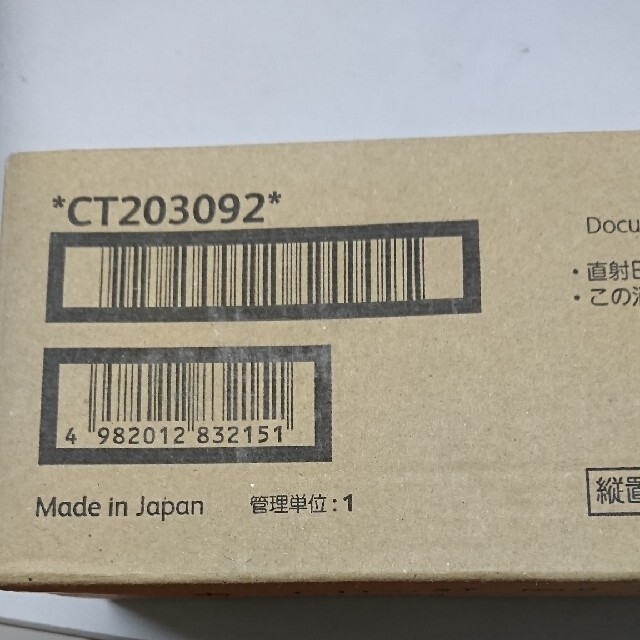 *CT203092*
Docu
・直射日
・この消
4 982012 832151
Made in Japan
管理単位:1
縦置